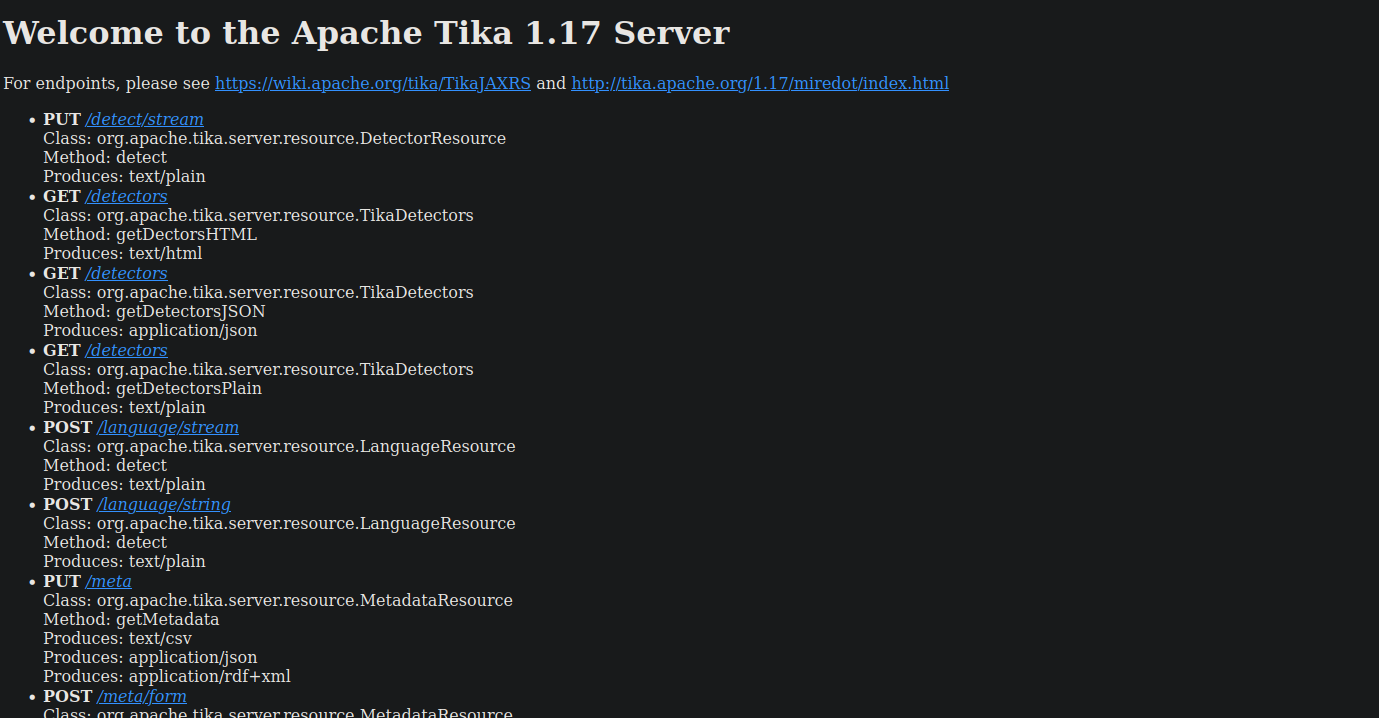 Welcome to the Apache Tika 1.17 Server
For endpoints, please see https://wiki.apache.org/tika/TikaJAXRS and http://tika.apache.org/1.17/miredot/index.html
• PUT /detect/stream
Class: org.apache.tika.server.resource.DetectorResource
Method: detect
Produces: text/plain
• GET /detectors
Class: org.apache.tika.server.resource.TikaDetectors
Method: getDectorsHTML
Produces: text/html
• GET /detectors
Class: org.apache.tika.server.resource.TikaDetectors
Method: getDetectorsJSON
Produces: application/json
• GET /detectors
Class: org.apache.tika.server.resource.TikaDetectors
Method: getDetectorsPlain
Produces: text/plain
• POST /language/stream
Class: org.apache.tika.server.resource.LanguageResource
Method: detect
Produces: text/plain
• POST /language/string
Class: org.apache.tika.server.resource.LanguageResource
Method: detect
Produces: text/plain
• PUT /meta
Class: org.apache.tika.server.resource.MetadataResource
Method: getMetadata
Produces: text/csv
Produces: application/json
Produces: application/rdf+xml
• POST /meta/form
Class: org.apache.tika.server.resource.MetadataResource